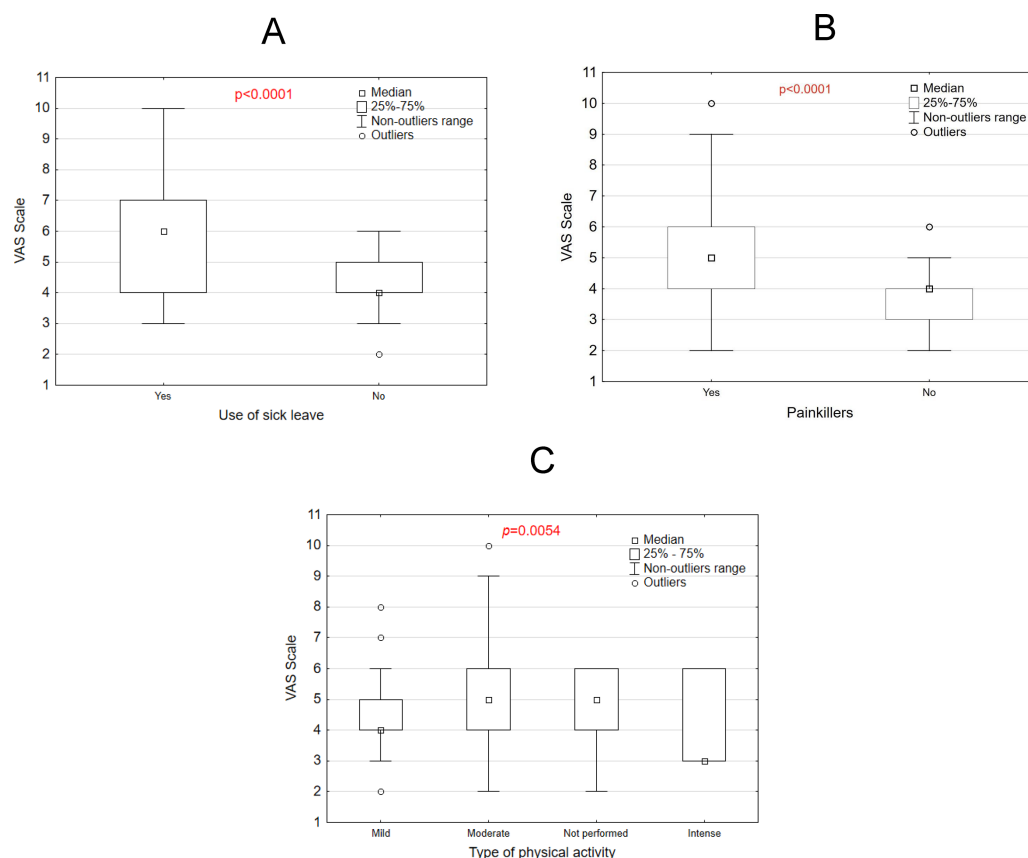 A
p<0.0001
Median
25%-75%
Non-outliers range
Outliers
11
10
9
8
7
6
5
4
3
2
1
VAS Scale
Yes
No
Use of sick leave
B
p<0.0001
Median
25%-75%
Non-outliers range
Outliers
11
10
9
8
7
6
5
4
3
2
1
VAS Scale
Yes
No
Painkillers
C
p=0.0054
Median
25% - 75%
Non-outliers range
Outliers
11
10
9
8
7
6
5
4
3
2
1
VAS Scale
Mild
Moderate
Not performed
Intense
Type of physical activity